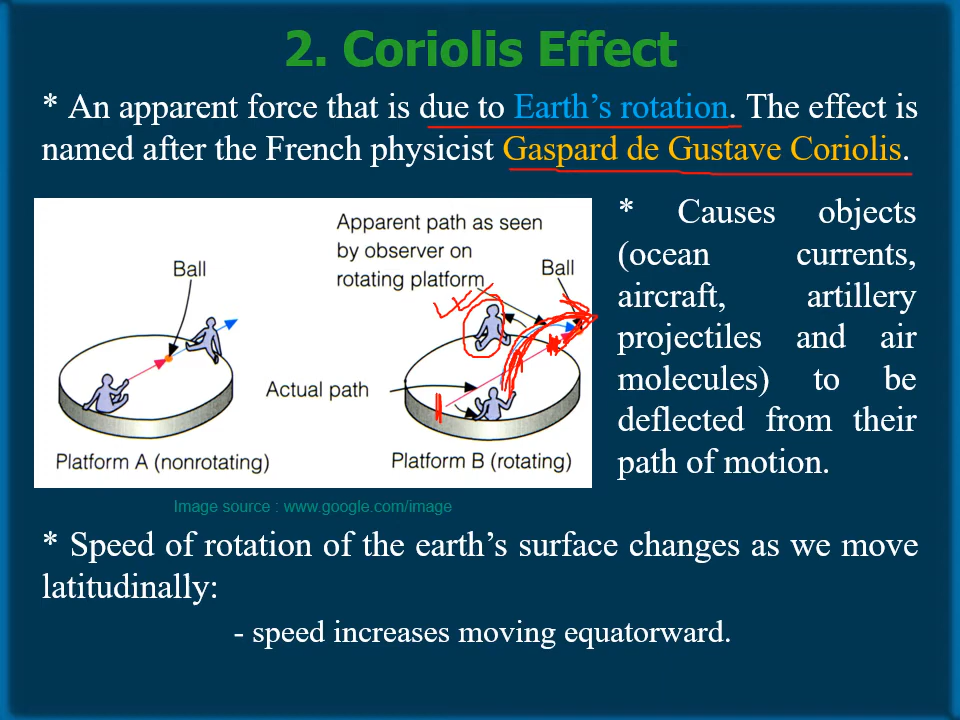 2. Coriolis Effect
* An apparent force that is due to Earth's rotation. The effect is
named after the French physicist Gaspard de Gustave Coriolis.
Apparent path as seen
by observer on
rotating platform
Ball
Ball
Actual path
Platform A (nonrotating)
Platform B (rotating)
* Causes objects
(ocean currents,
aircraft, artillery
projectiles and air
molecules) to be
deflected from their
path of motion.
Image source : www.google.com/image
* Speed of rotation of the earth's surface changes as we move
latitudinally:
- speed increases moving equatorward.